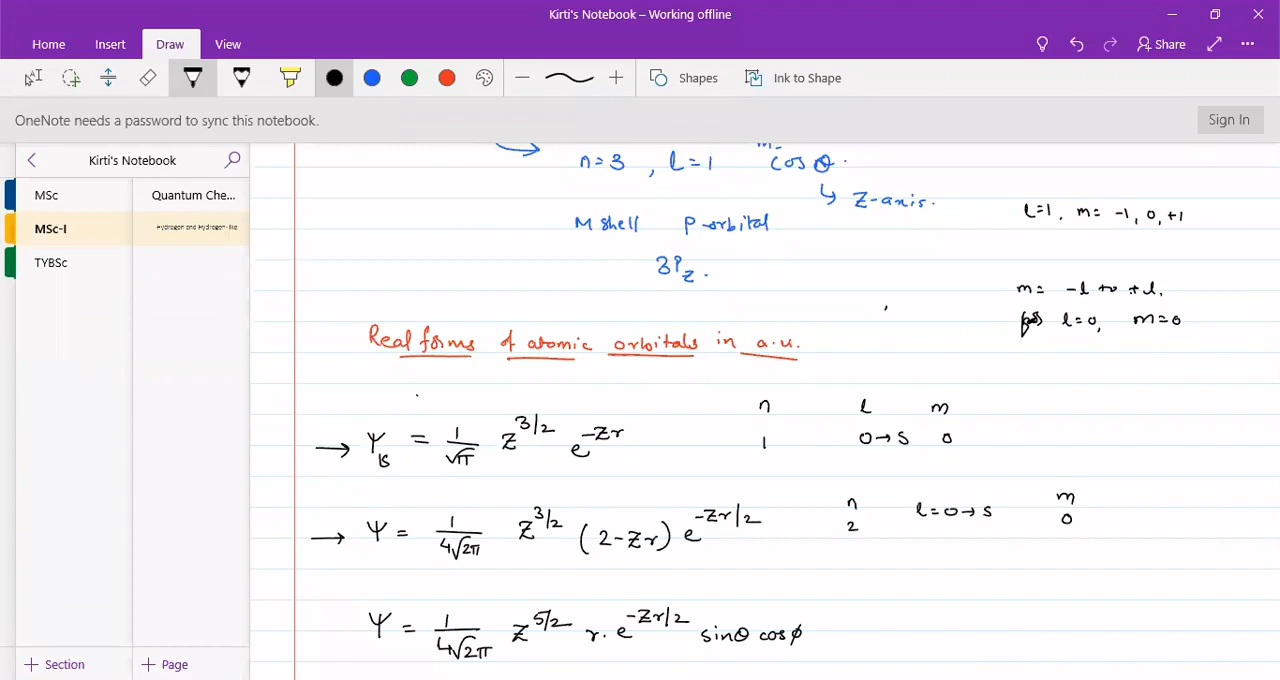 Kirti's Notebook – Working offline
Home Insert Draw View
Share
Shapes Ink to Shape
OneNote needs a password to sync this notebook.
Sign In
Kirti's Notebook
MSc
MSc-I
TYBSc
Quantum Che...
Hydrogen and Hydrogen-like
Section
Page
m=
n=3 , l=1 cos θ.
↳ z-axis.
M shell P-orbital
3Pz.
l=1, m= -1, 0, +1
m= -l to +l.
l=0, m=0
Real forms of atomic orbitals in a.u.
n l m
→ Ψ1s = 1/√π Z^3/2 e^-Zr 1 0→s 0
n l=0→s m
→ Ψ = 1/4√2π Z^3/2 (2-Zr) e^-Zr/2 2 0
Ψ = 1/4√2π Z^5/2 r. e^-Zr/2 sinθ cosϕ